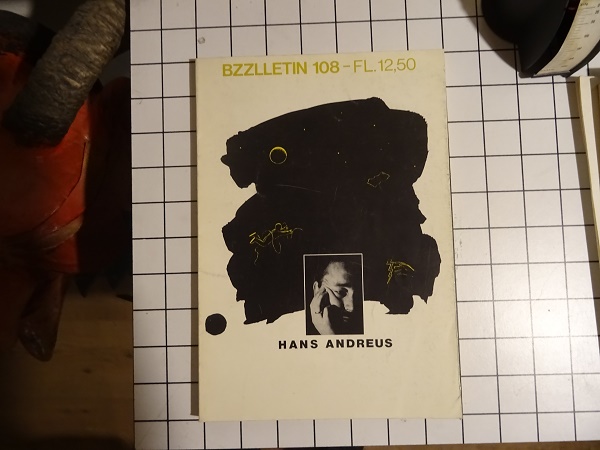 BZZLLETIN 108 – FL. 12,50
HANS ANDREUS